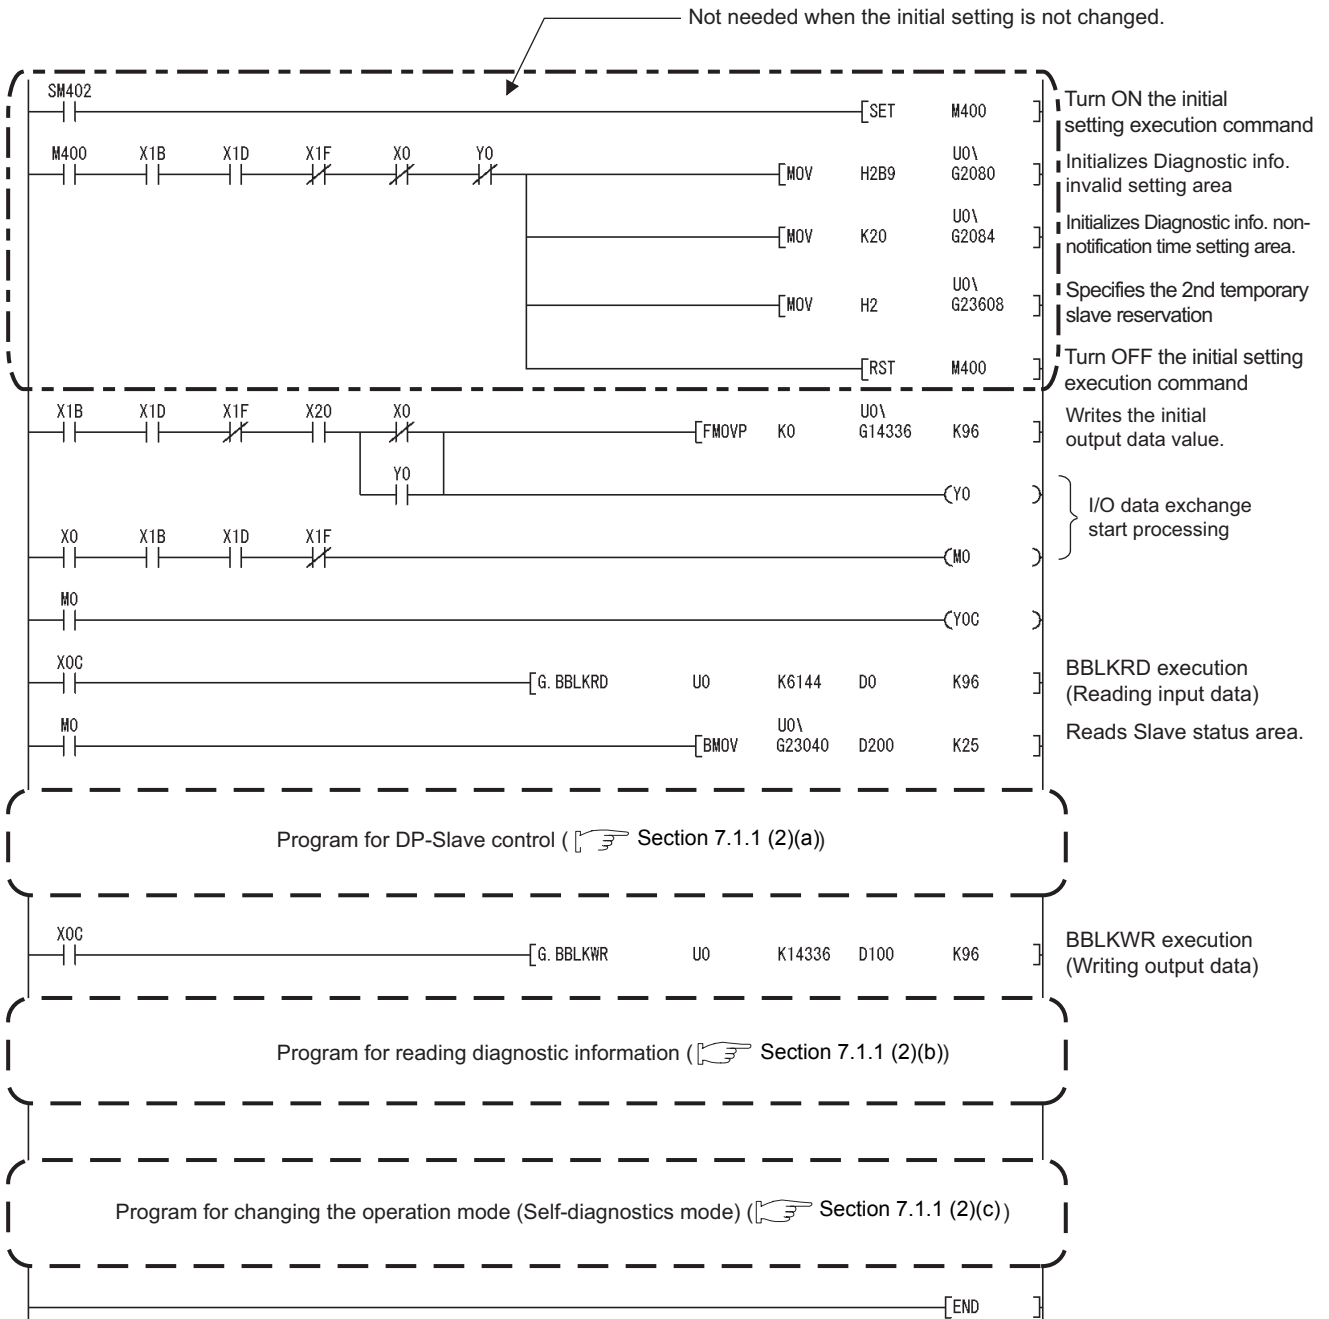 Not needed when the initial setting is not changed.
SM402
SET M400
Turn ON the initial
setting execution command
M400 X1B X1D X1F X0 Y0
MOV H2B9 U0\
G2080
Initializes Diagnostic info.
invalid setting area
MOV K20 U0\
G2084
Initializes Diagnostic info. non-
notification time setting area.
MOV H2 U0\
G23608
Specifies the 2nd temporary
slave reservation
RST M400
Turn OFF the initial setting
execution command
X1B X1D X1F X20 X0
FMOVP K0 U0\
G14336 K96
Writes the initial
output data value.
Y0
Y0
I/O data exchange
start processing
X0 X1B X1D X1F
M0
M0
Y0C
X0C
G.BBLKRD U0 K6144 D0 K96
BBLKRD execution
(Reading input data)
M0
BMOV U0\
G23040 D200 K25
Reads Slave status area.
Program for DP-Slave control ( Section 7.1.1 (2)(a))
X0C
G.BBLKWR U0 K14336 D100 K96
BBLKWR execution
(Writing output data)
Program for reading diagnostic information ( Section 7.1.1 (2)(b))
Program for changing the operation mode (Self-diagnostics mode) ( Section 7.1.1 (2)(c))
END